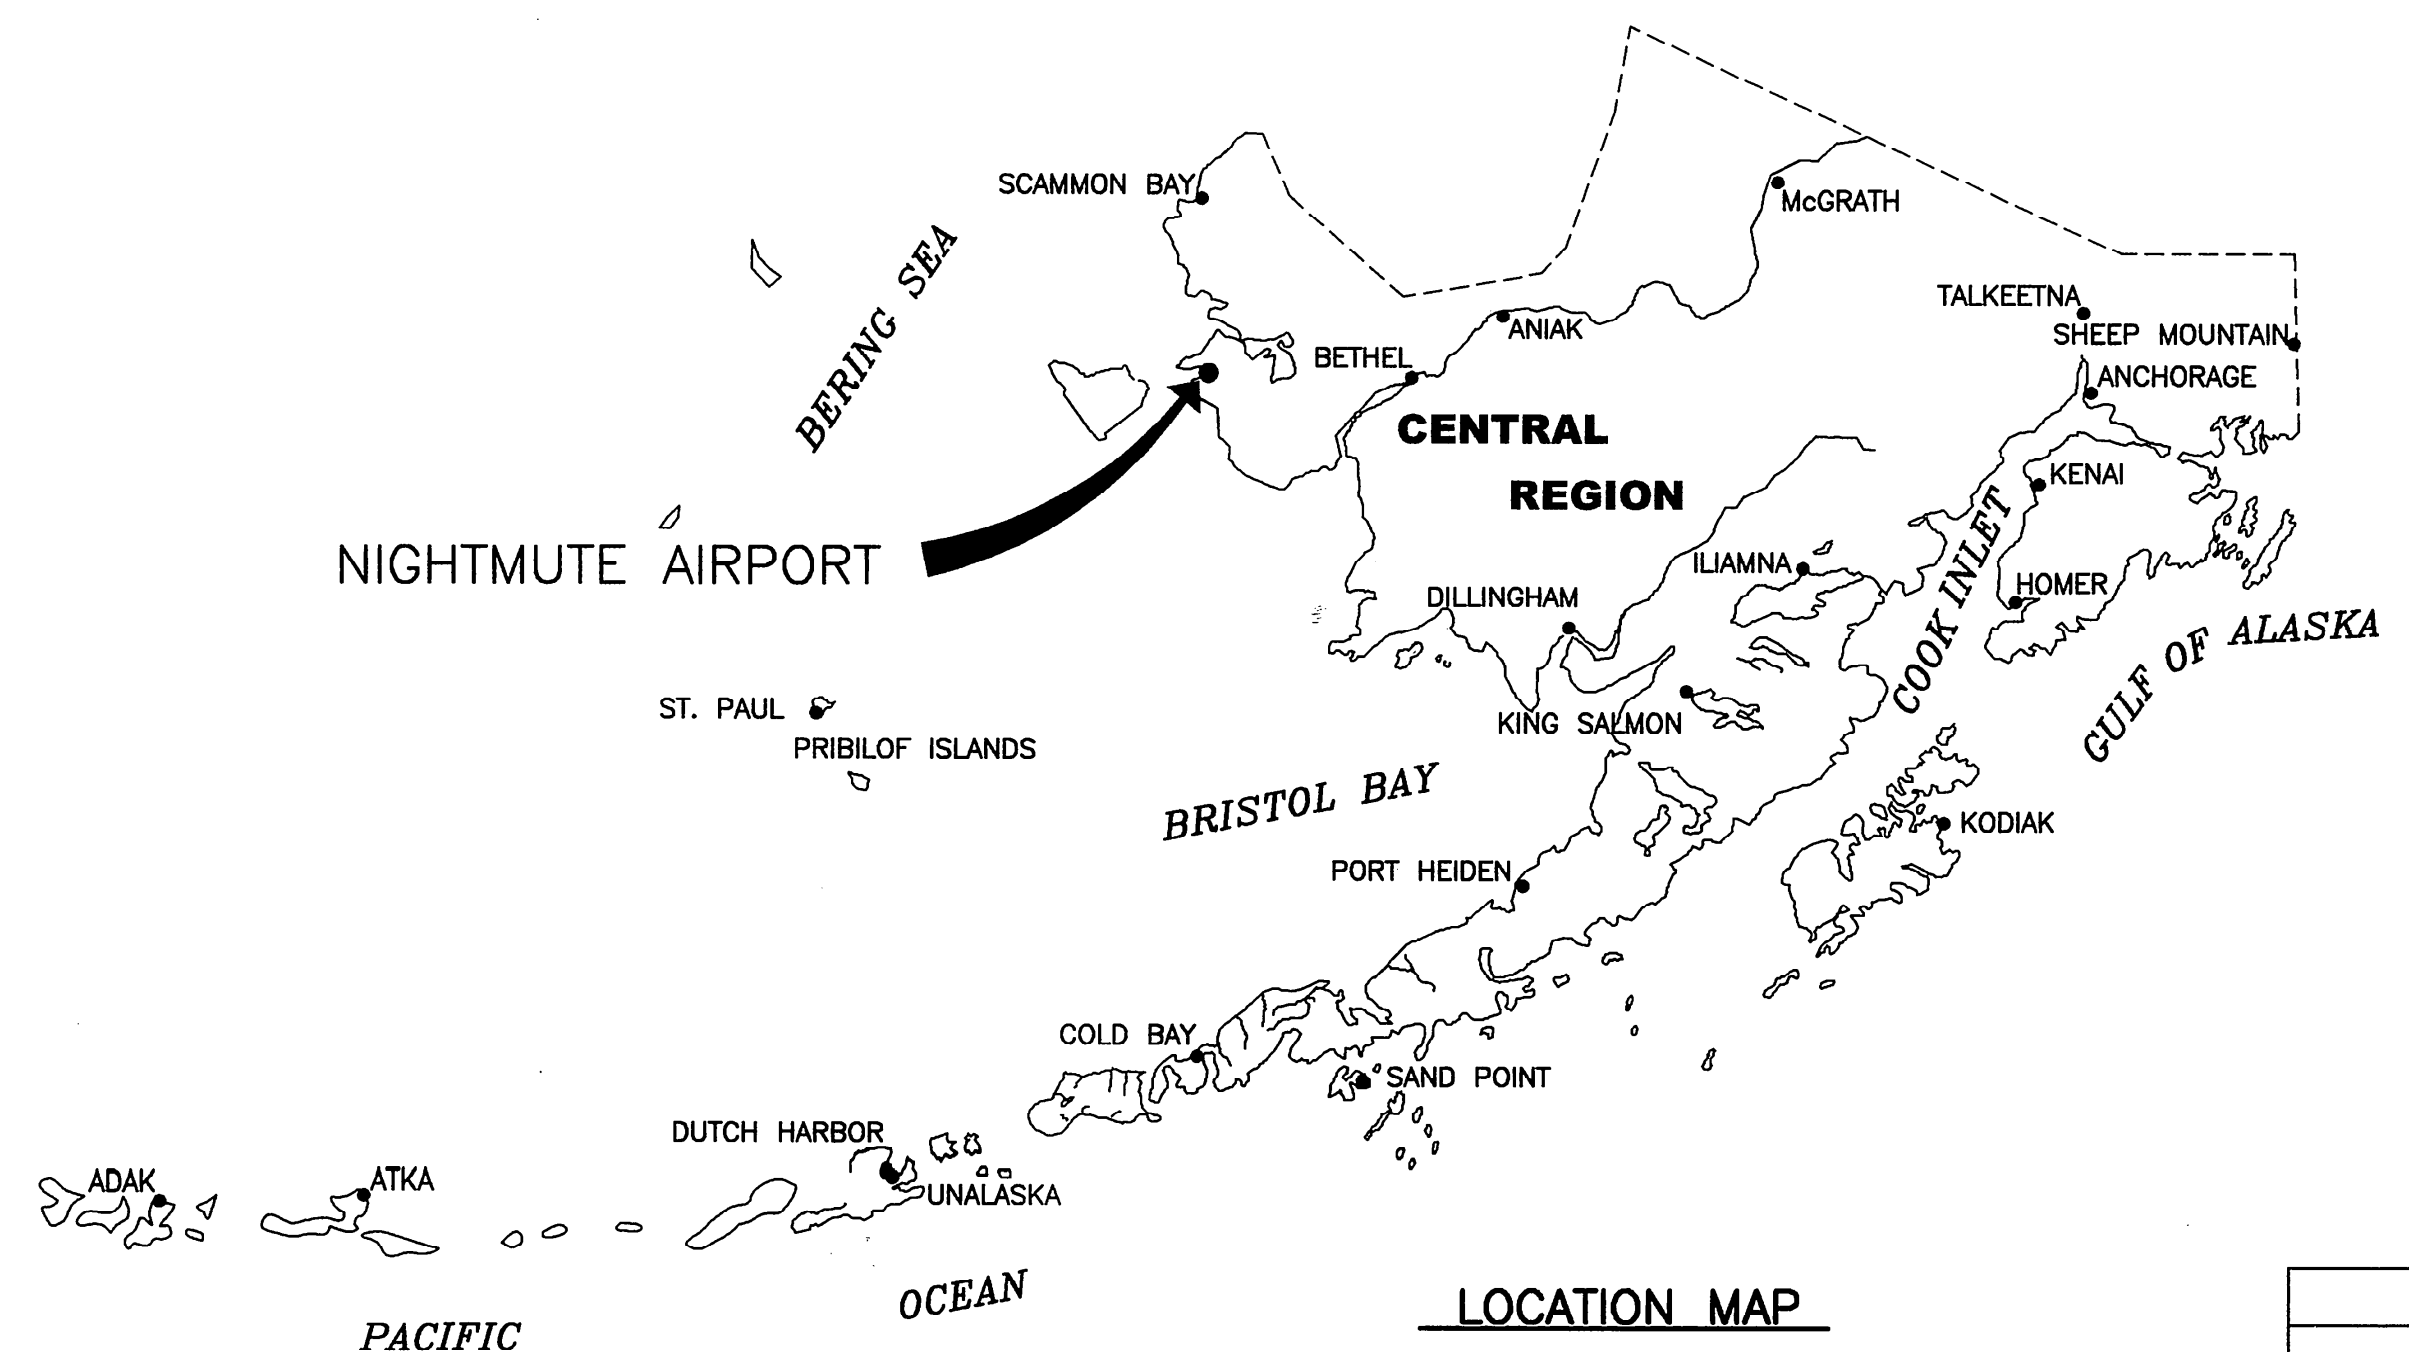 SCAMMON BAY
McGRATH
BERING SEA
TALKEETNA
SHEEP MOUNTAIN
ANIAK
BETHEL
ANCHORAGE
CENTRAL
REGION
KENAI
NIGHTMUTE AIRPORT
ILIAMNA
COOK INLET
HOMER
DILLINGHAM
GULF OF ALASKA
ST. PAUL
KING SALMON
PRIBILOF ISLANDS
BRISTOL BAY
KODIAK
PORT HEIDEN
COLD BAY
SAND POINT
DUTCH HARBOR
ADAK
ATKA
UNALASKA
PACIFIC OCEAN
LOCATION MAP